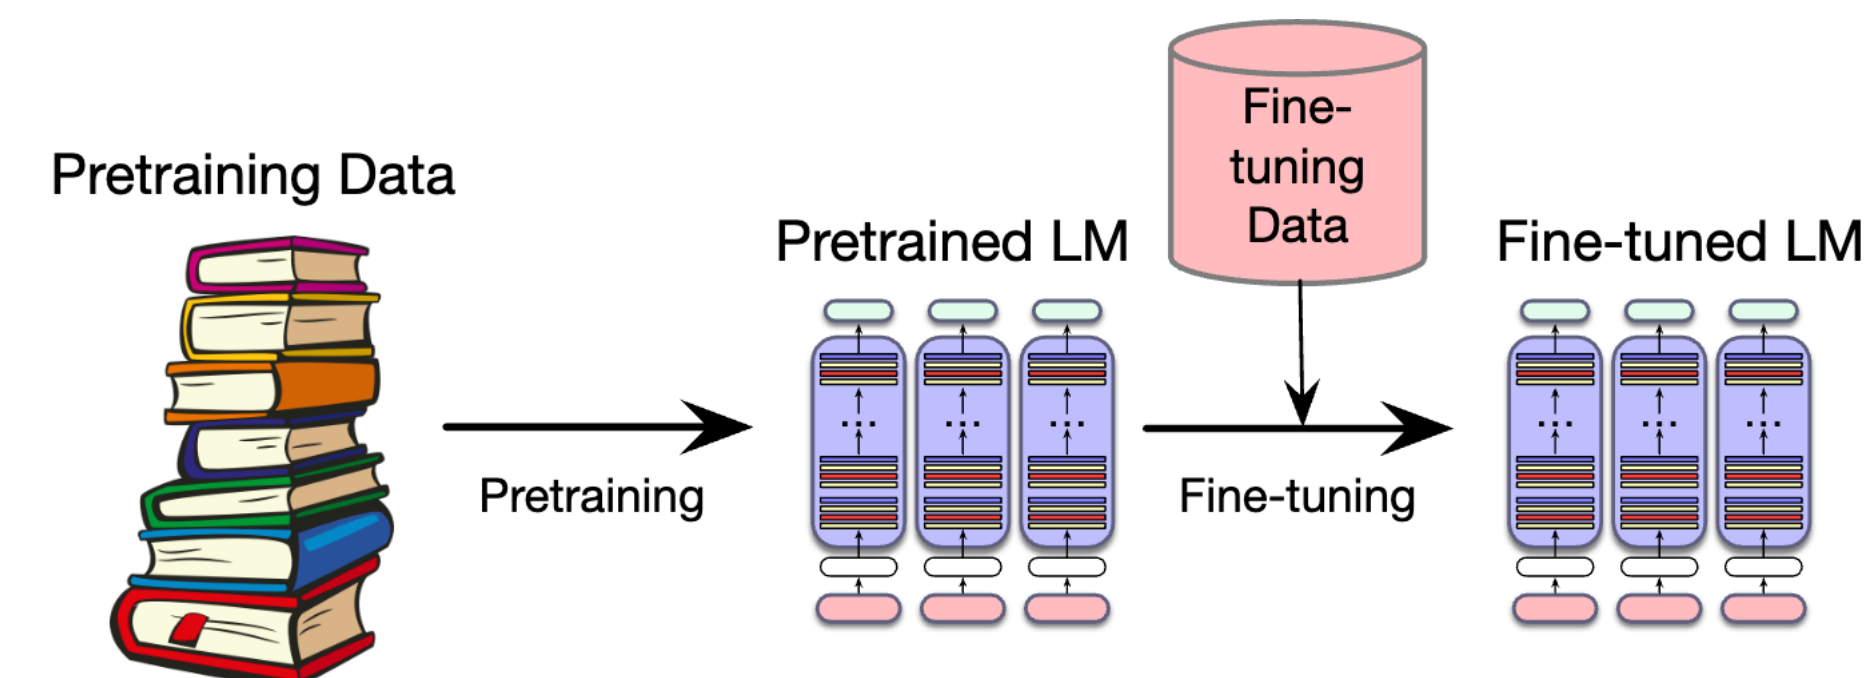 Pretraining Data
Pretraining
Pretrained LM
Fine-
tuning
Data
Fine-tuning
Fine-tuned LM